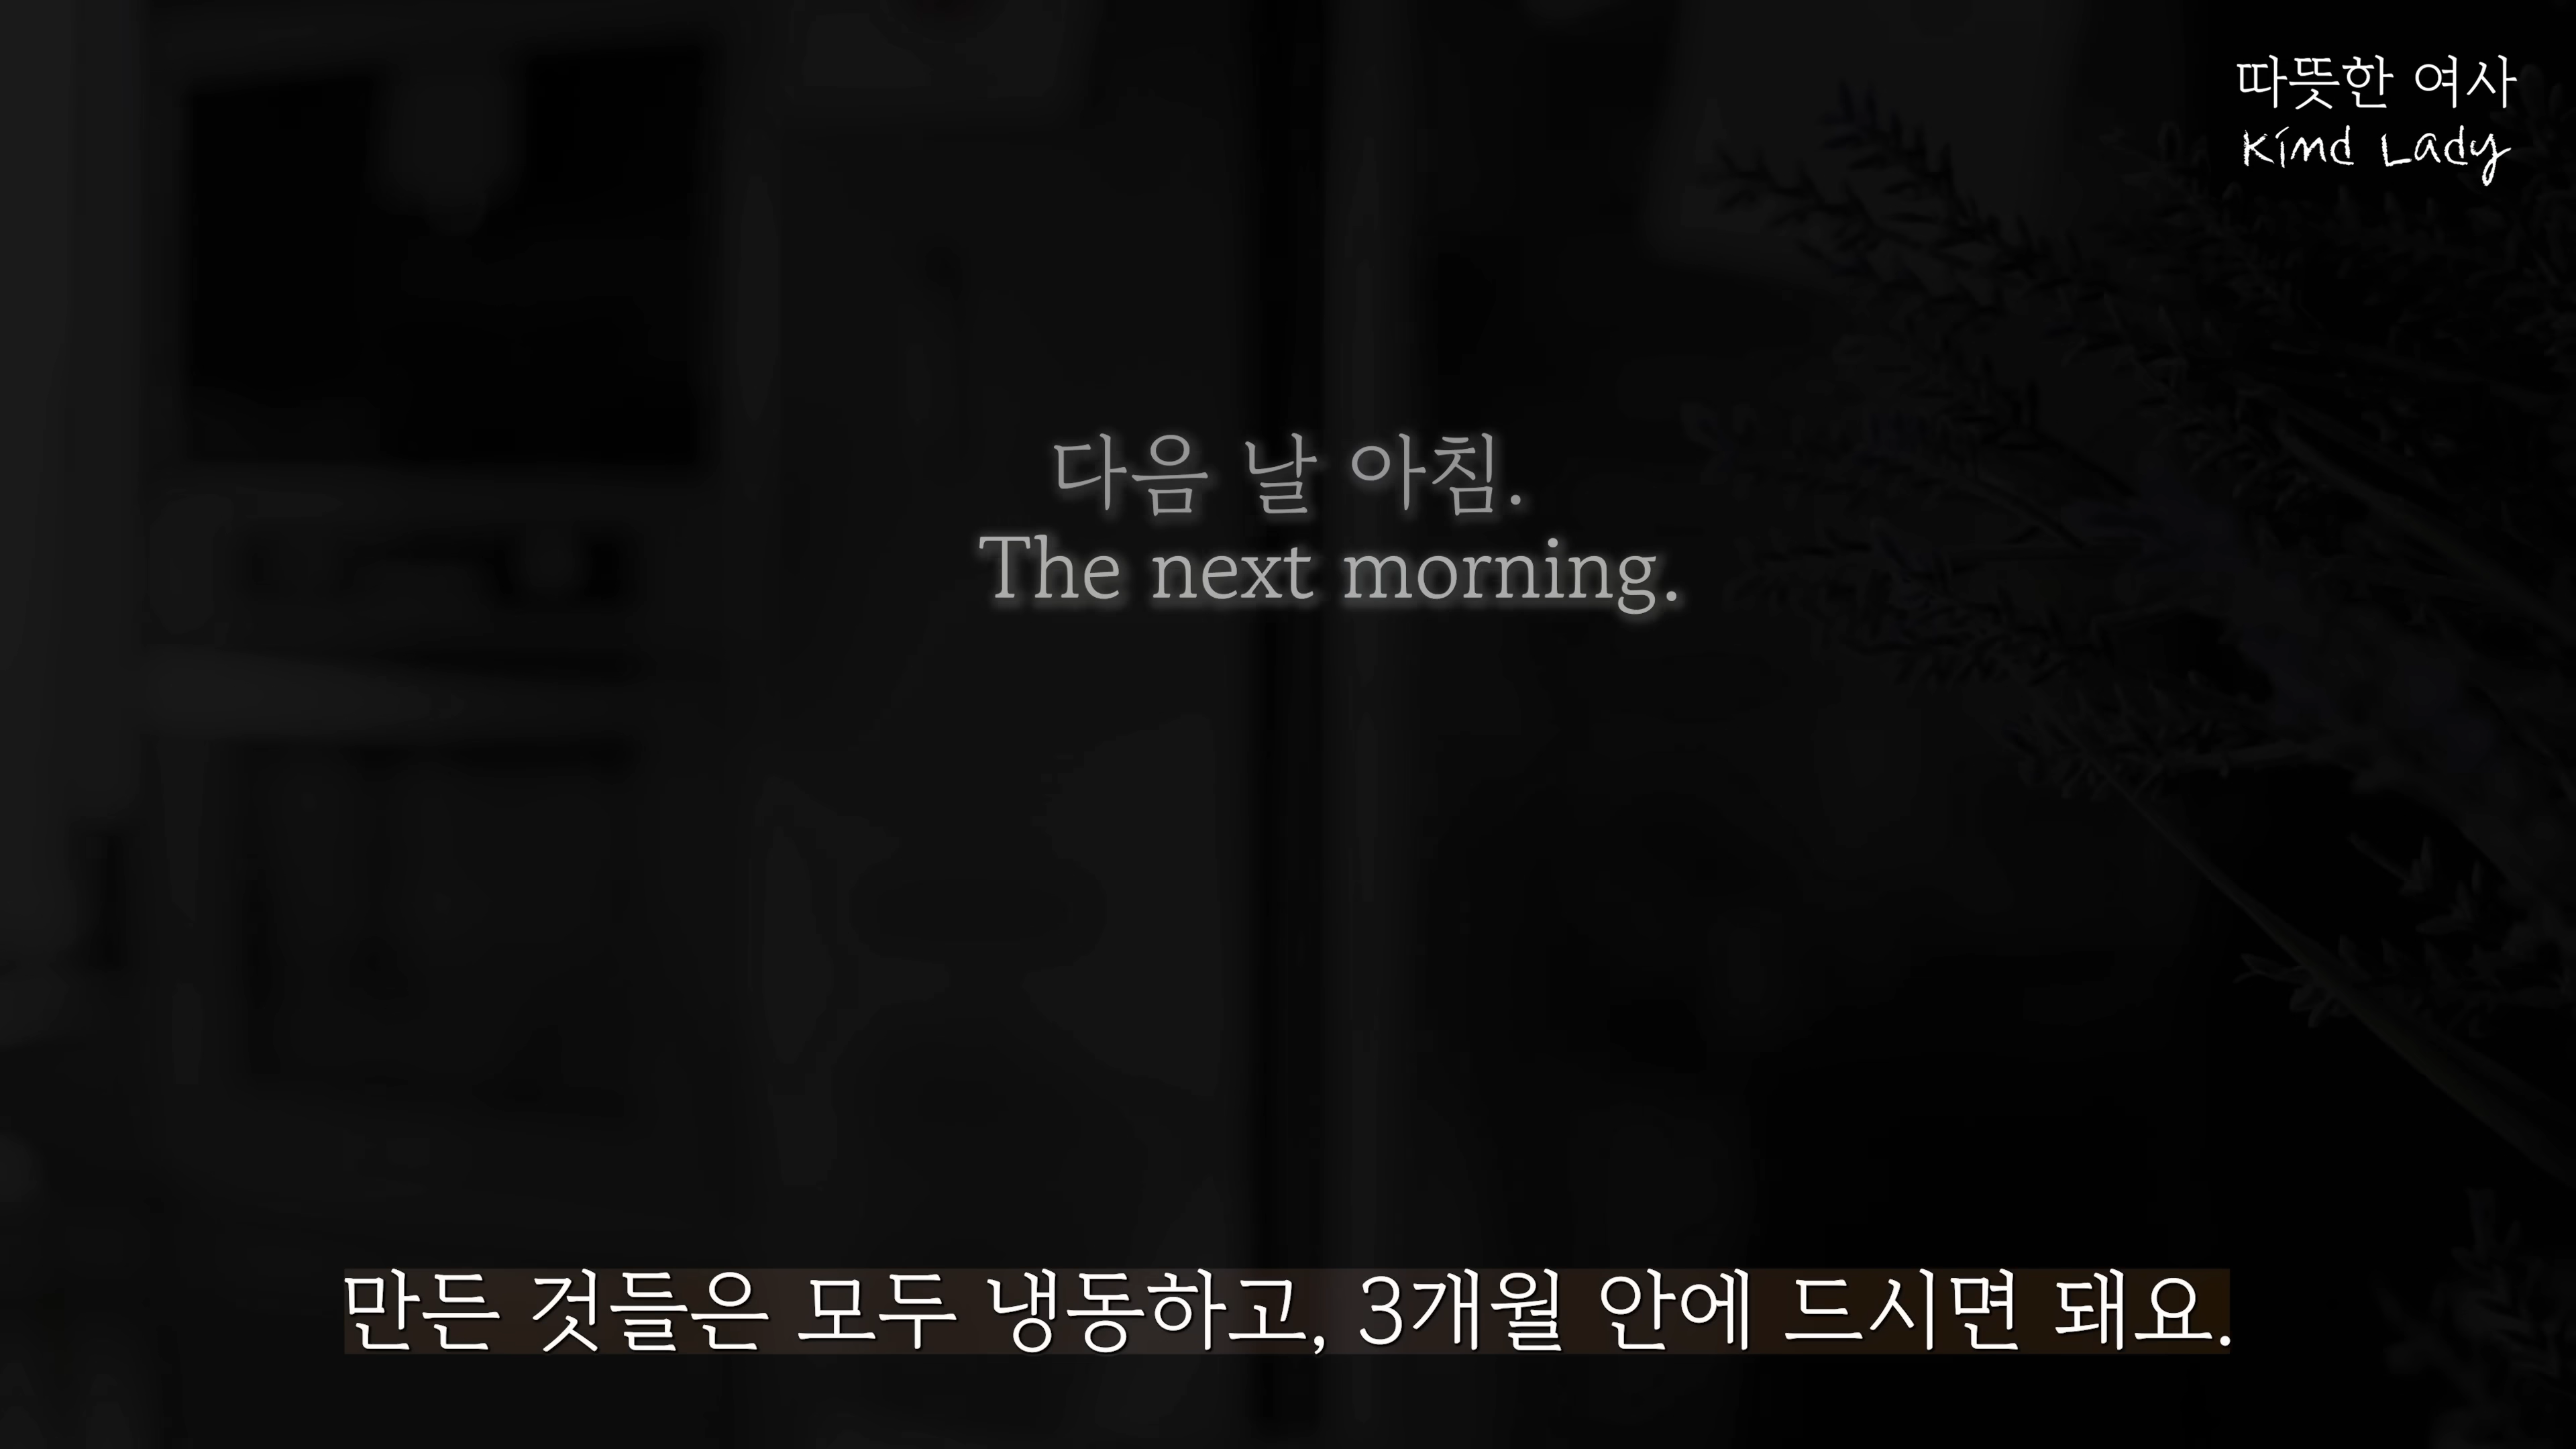 따뜻한 여사
Kind Lady
다음 날 아침.
The next morning.
만든 것들은 모두 냉동하고, 3개월 안에 드시면 돼요.